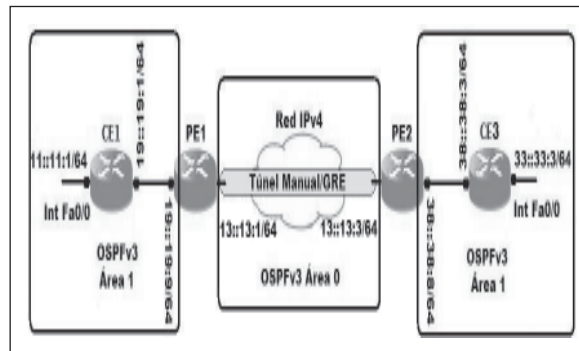 11::11:1/64
CE1
Int Fa0/0
19::19:1/64
OSPFv3
Área 1
PE1
19::19:9/64
Red IPv4
Túnel Manual/GRE
13::13:1/64
13::13:3/64
OSPFv3 Área 0
PE2
38::38:3/64
38::38:8/64
CE3
33::33:3/64
Int Fa0/0
OSPFv3
Área 1